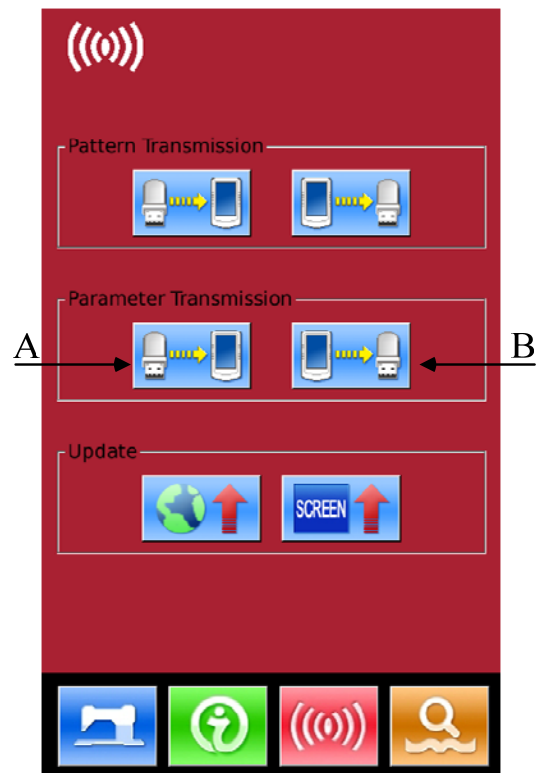 Pattern Transmission
Parameter Transmission
A
B
Update
SCREEN